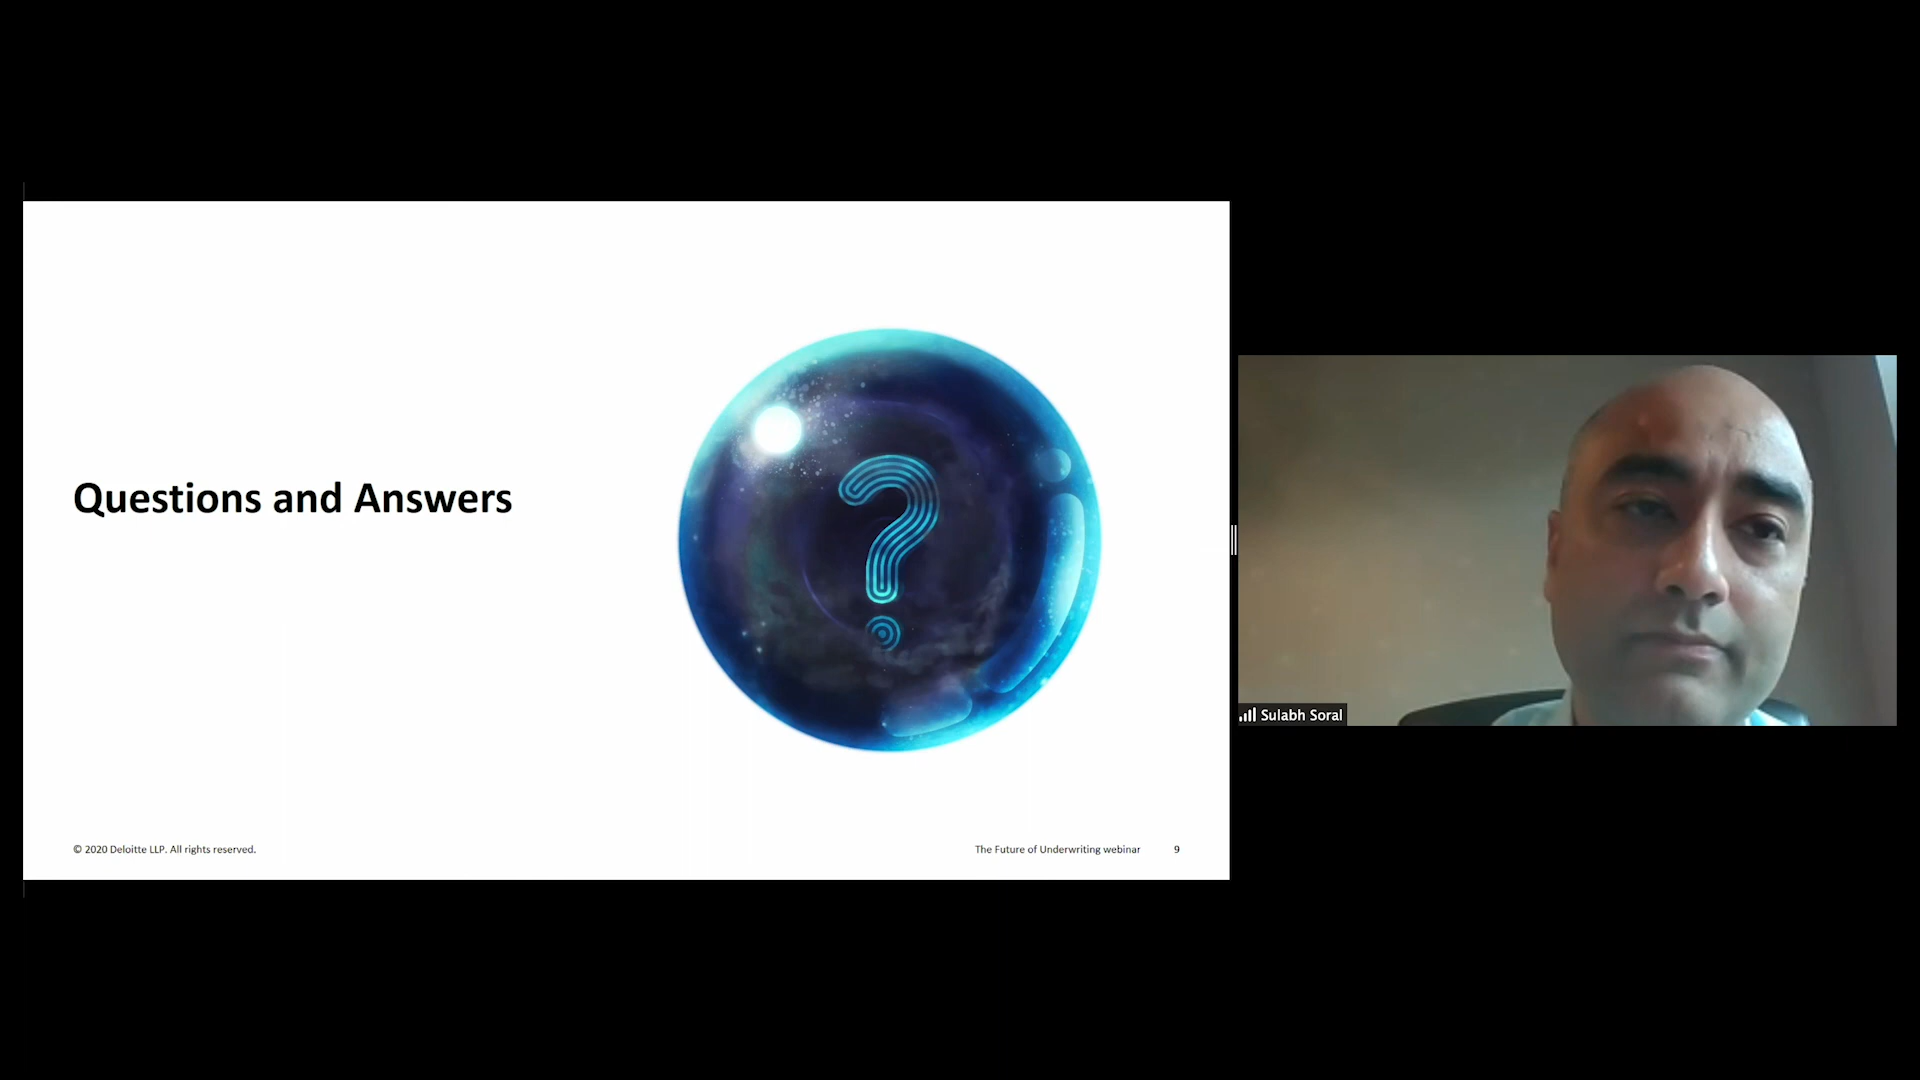 Questions and Answers
?
© 2020 Deloitte LLP. All rights reserved.
The Future of Underwriting webinar 9
Sulabh Soral